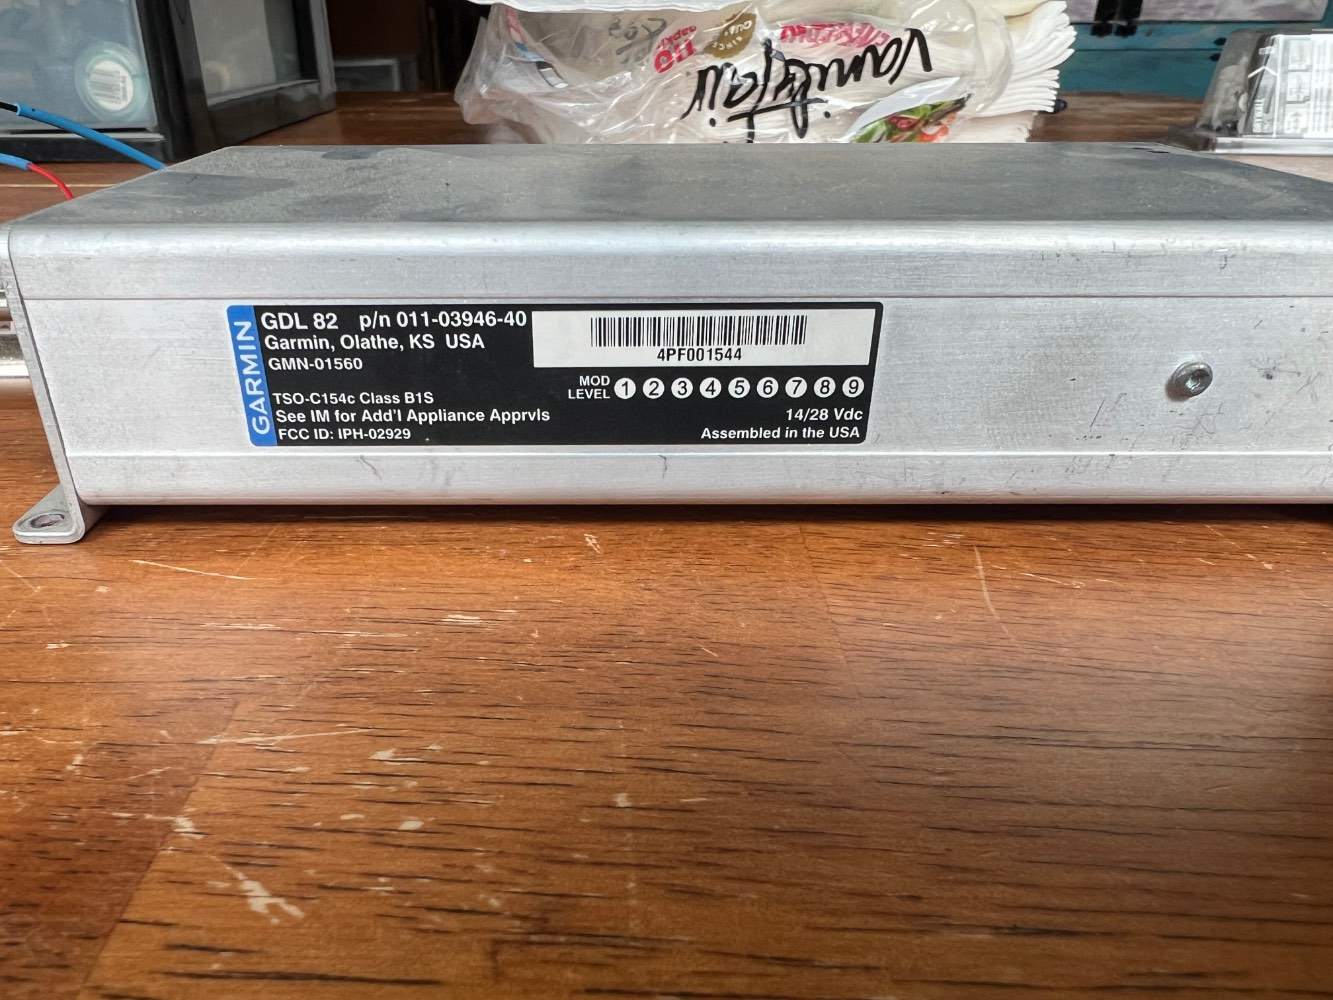 vanity fair
GARMIN
GDL 82 p/n 011-03946-40
Garmin, Olathe, KS USA
GMN-01560
TSO-C154c Class B1S
See IM for Add'l Appliance Apprvls
FCC ID: IPH-02929
4PF001544
MOD
LEVEL 1 2 3 4 5 6 7 8 9
14/28 Vdc
Assembled in the USA